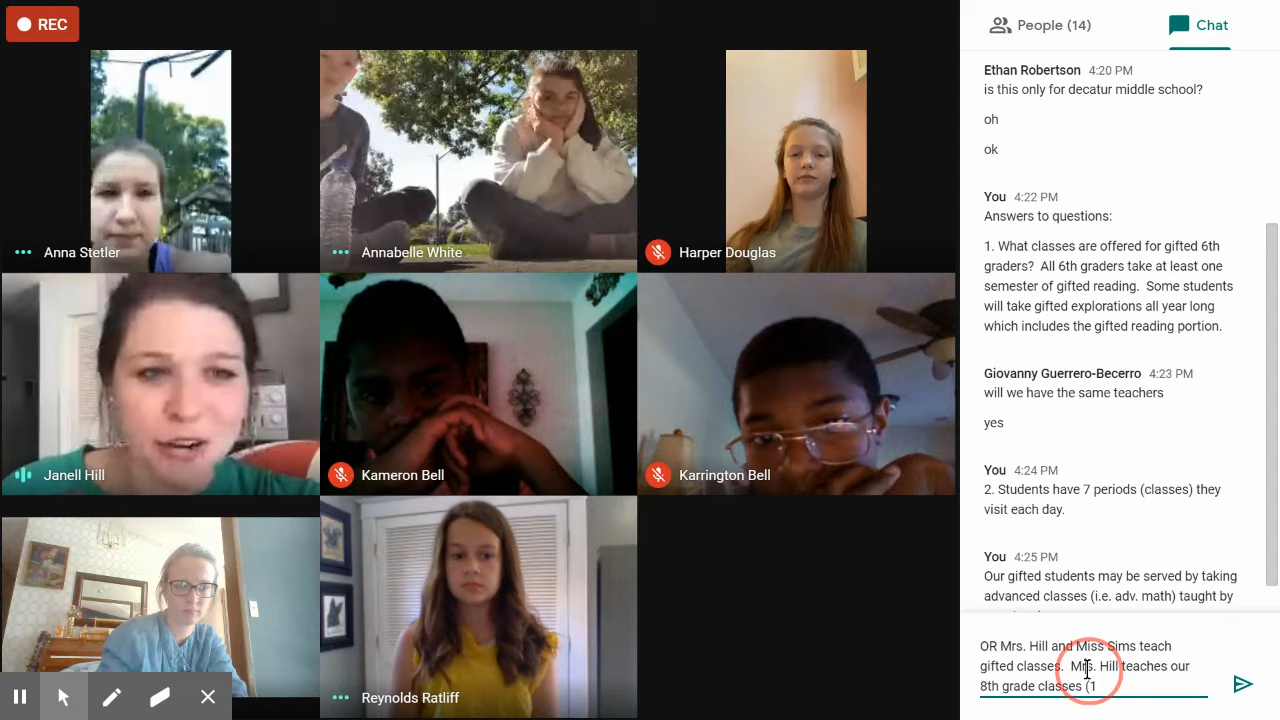 REC
People (14)
Chat
Ethan Robertson 4:20 PM
is this only for decatur middle school?
oh
ok
You 4:22 PM
Answers to questions:
1. What classes are offered for gifted 6th
graders? All 6th graders take at least one
semester of gifted reading. Some students
will take gifted explorations all year long
which includes the gifted reading portion.
Giovanny Guerrero-Becerro 4:23 PM
will we have the same teachers
yes
You 4:24 PM
2. Students have 7 periods (classes) they
visit each day.
You 4:25 PM
Our gifted students may be served by taking
advanced classes (i.e. adv. math) taught by
OR Mrs. Hill and Miss Sims teach
gifted classes. Mrs. Hill teaches our
8th grade classes (1
Anna Stetler
Annabelle White
Harper Douglas
Janell Hill
Kameron Bell
Karrington Bell
Reynolds Ratliff